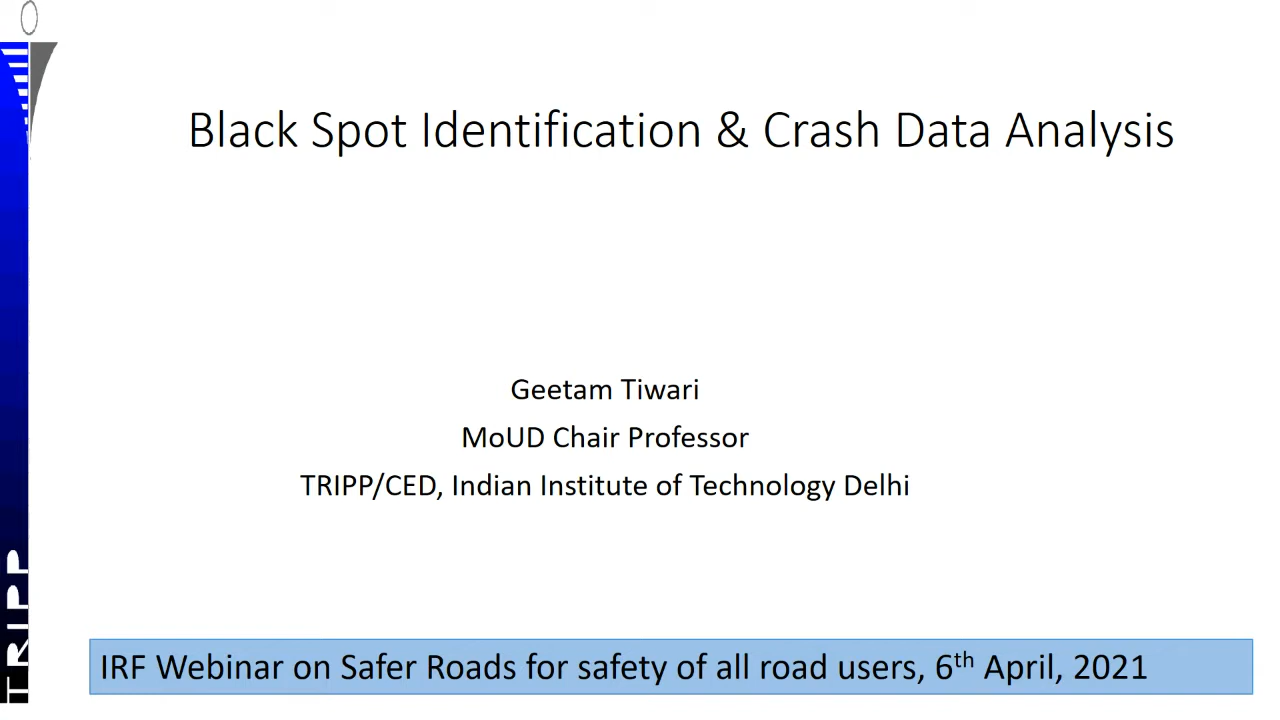 Black Spot Identification & Crash Data Analysis
Geetam Tiwari
MoUD Chair Professor
TRIPP/CED, Indian Institute of Technology Delhi
TRIPP
IRF Webinar on Safer Roads for safety of all road users, 6th April, 2021